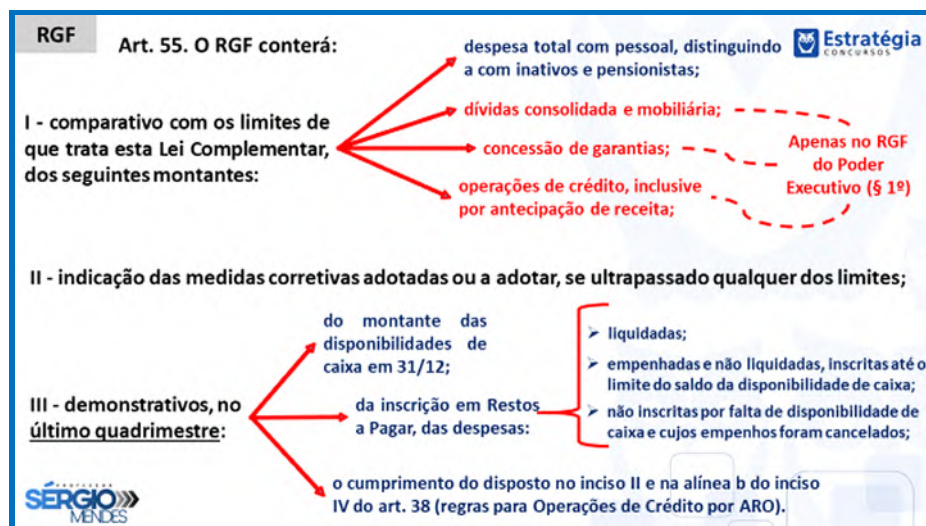 RGF
Art. 55. O RGF conterá:
Estratégia
CONCURSOS
despesa total com pessoal, distinguindo
a com inativos e pensionistas;
I - comparativo com os limites de
que trata esta Lei Complementar,
dos seguintes montantes:
dívidas consolidada e mobiliária;
concessão de garantias;
operações de crédito, inclusive
por antecipação de receita;
Apenas no RGF
do Poder
Executivo (§ 1º)
II - indicação das medidas corretivas adotadas ou a adotar, se ultrapassado qualquer dos limites;
III - demonstrativos, no
último quadrimestre:
do montante das
disponibilidades de
caixa em 31/12;
da inscrição em Restos
a Pagar, das despesas:
➤ liquidadas;
➤ empenhadas e não liquidadas, inscritas até o
limite do saldo da disponibilidade de caixa;
➤ não inscritas por falta de disponibilidade de
caixa e cujos empenhos foram cancelados;
o cumprimento do disposto no inciso II e na alínea b do inciso
IV do art. 38 (regras para Operações de Crédito por ARO).
PROFESSOR
SÉRGIO
MENDES